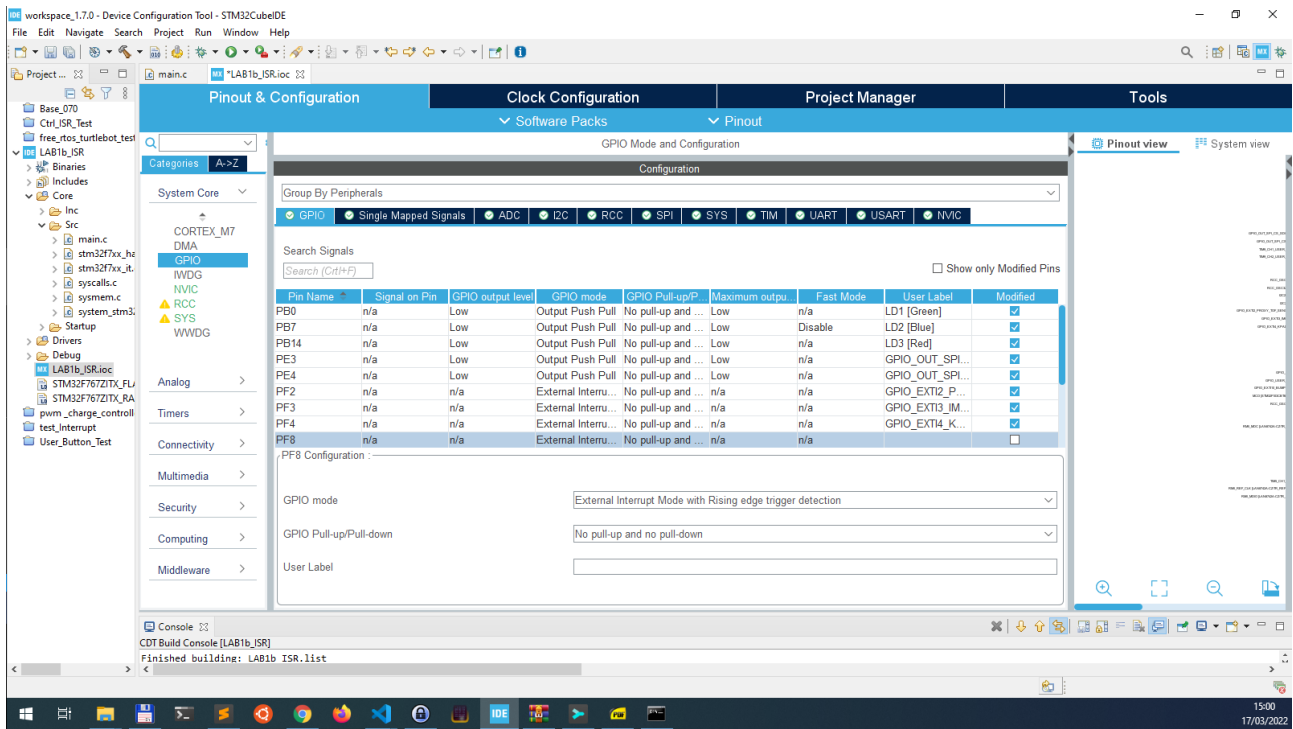 IDE workspace_1.7.0 - Device Configuration Tool - STM32CubeIDE
File Edit Navigate Search Project Run Window Help
Project ...
main.c
MX *LAB1b_ISR.ioc
Base_070
Ctrl_ISR_Test
free_rtos_turtlebot_test
IDE LAB1b_ISR
Binaries
Includes
Core
Inc
Src
main.c
stm32f7xx_ha
stm32f7xx_it.
syscalls.c
sysmem.c
system_stm3
Startup
Drivers
Debug
MX LAB1b_ISR.ioc
STM32F767ZITX_FL
STM32F767ZITX_RA
pwm _charge_controll
test_Interrupt
User_Button_Test
Pinout & Configuration Clock Configuration Project Manager Tools
Software Packs Pinout
Categories A->Z
System Core
CORTEX_M7
DMA
GPIO
IWDG
NVIC
RCC
SYS
WWDG
Analog
Timers
Connectivity
Multimedia
Security
Computing
Middleware
GPIO Mode and Configuration
Configuration
Group By Peripherals
GPIO Single Mapped Signals ADC I2C RCC SPI SYS TIM UART USART NVIC
Search Signals
Search (Crtl+F)
Show only Modified Pins
Pin Name Signal on Pin GPIO output level GPIO mode GPIO Pull-up/P... Maximum outpu... Fast Mode User Label Modified
PB0 n/a Low Output Push Pull No pull-up and ... Low n/a LD1 [Green]
PB7 n/a Low Output Push Pull No pull-up and ... Low Disable LD2 [Blue]
PB14 n/a Low Output Push Pull No pull-up and ... Low n/a LD3 [Red]
PE3 n/a Low Output Push Pull No pull-up and ... Low n/a GPIO_OUT_SPI...
PE4 n/a Low Output Push Pull No pull-up and ... Low n/a GPIO_OUT_SPI...
PF2 n/a n/a External Interru... No pull-up and ... n/a n/a GPIO_EXTI2_P...
PF3 n/a n/a External Interru... No pull-up and ... n/a n/a GPIO_EXTI3_IM...
PF4 n/a n/a External Interru... No pull-up and ... n/a n/a GPIO_EXTI4_K...
PF8 n/a n/a External Interru... No pull-up and ... n/a n/a
PF8 Configuration :
GPIO mode External Interrupt Mode with Rising edge trigger detection
GPIO Pull-up/Pull-down No pull-up and no pull-down
User Label
Pinout view System view
Console
CDT Build Console [LAB1b_ISR]
Finished building: LAB1b_ISR.list
IDE
15:00
17/03/2022